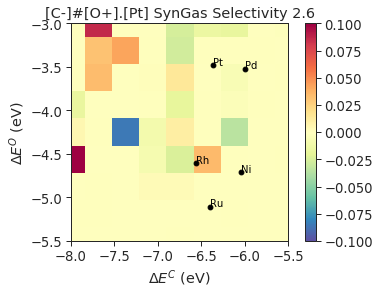 [C-]#[O+].[Pt] SynGas Selectivity 2.6
−3.0
−3.5
−4.0
−4.5
−5.0
−5.5
ΔE^O (eV)
Pt
Pd
Rh
Ni
Ru
−8.0 −7.5 −7.0 −6.5 −6.0 −5.5
ΔE^C (eV)
0.100
0.075
0.050
0.025
0.000
−0.025
−0.050
−0.075
−0.100